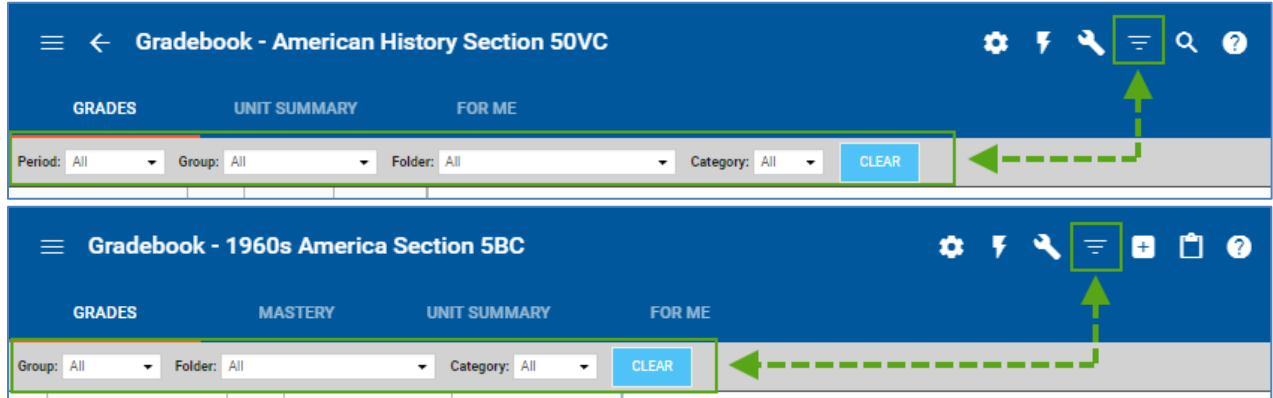 Gradebook - American History Section 50VC
GRADES UNIT SUMMARY FOR ME
Period: All Group: All Folder: All Category: All CLEAR
Gradebook - 1960s America Section 5BC
GRADES MASTERY UNIT SUMMARY FOR ME
Group: All Folder: All Category: All CLEAR